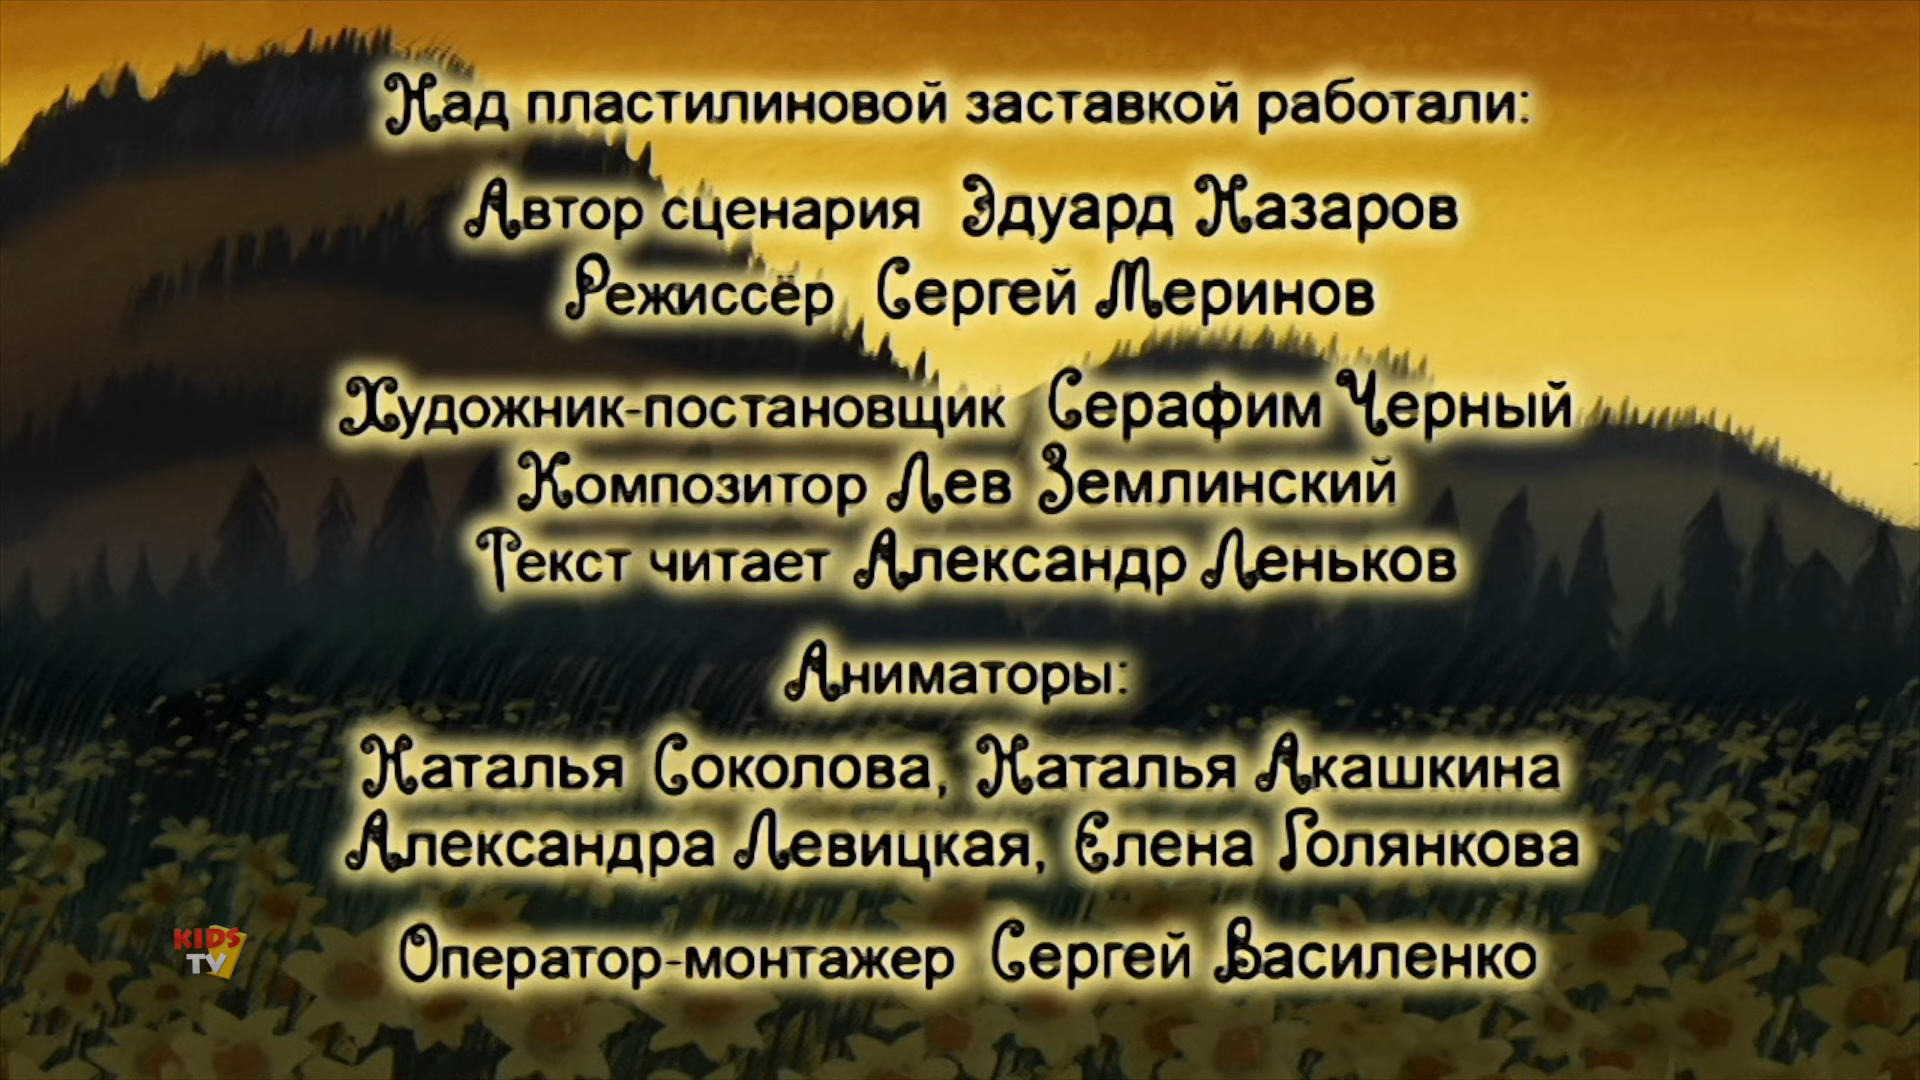 Над пластилиновой заставкой работали:
Автор сценария Эдуард Назаров
Режиссёр Сергей Меринов
Художник-постановщик Серафим Черный
Композитор Лев Землинский
Текст читает Александр Леньков
Аниматоры:
Наталья Соколова, Наталья Акашкина
Александра Левицкая, Елена Голянкова
Оператор-монтажер Сергей Василенко
KIDS
TV